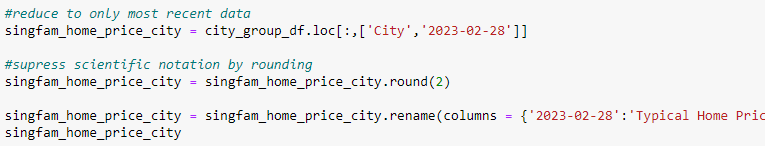 #reduce to only most recent data
singfam_home_price_city = city_group_df.loc[:,['City','2023-02-28']]
#supress scientific notation by rounding
singfam_home_price_city = singfam_home_price_city.round(2)
singfam_home_price_city = singfam_home_price_city.rename(columns = {'2023-02-28':'Typical Home Pric
singfam_home_price_city